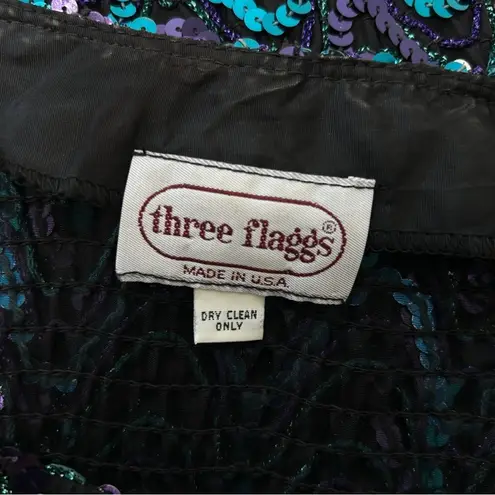 three flaggs®
MADE IN U.S.A.
DRY CLEAN
ONLY